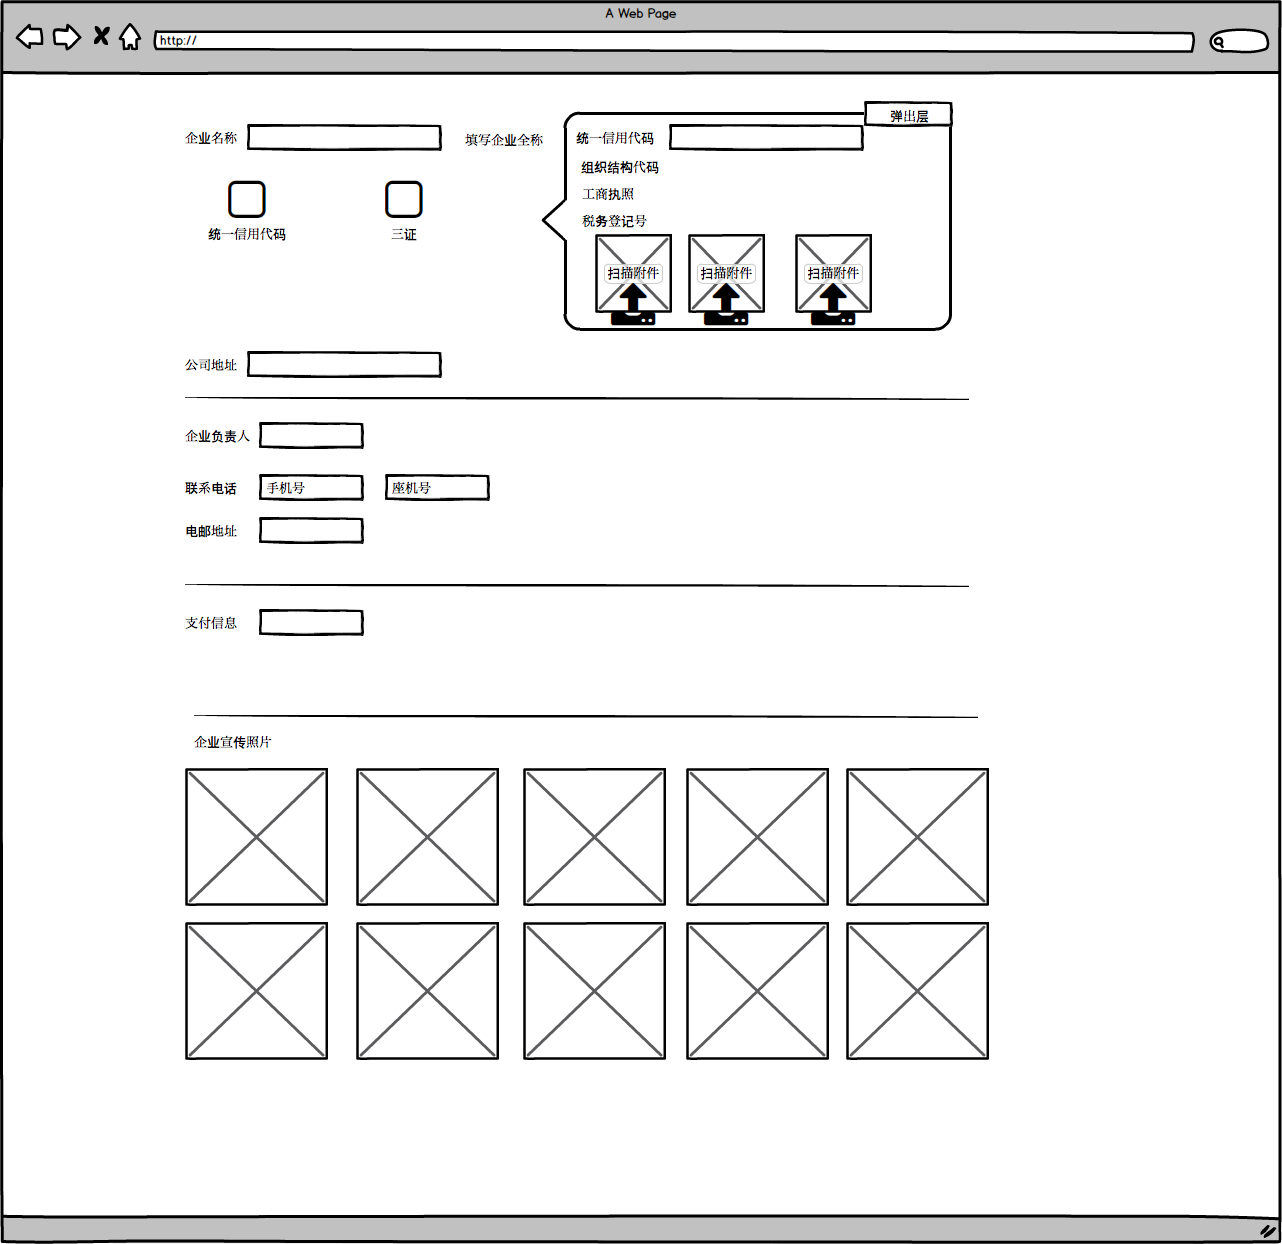 A Web Page
http://
弹出层
企业名称
填写企业全称
统一信用代码
组织结构代码
工商执照
税务登记号
统一信用代码
三证
扫描附件
扫描附件
扫描附件
公司地址
企业负责人
联系电话
手机号
座机号
电邮地址
支付信息
企业宣传照片